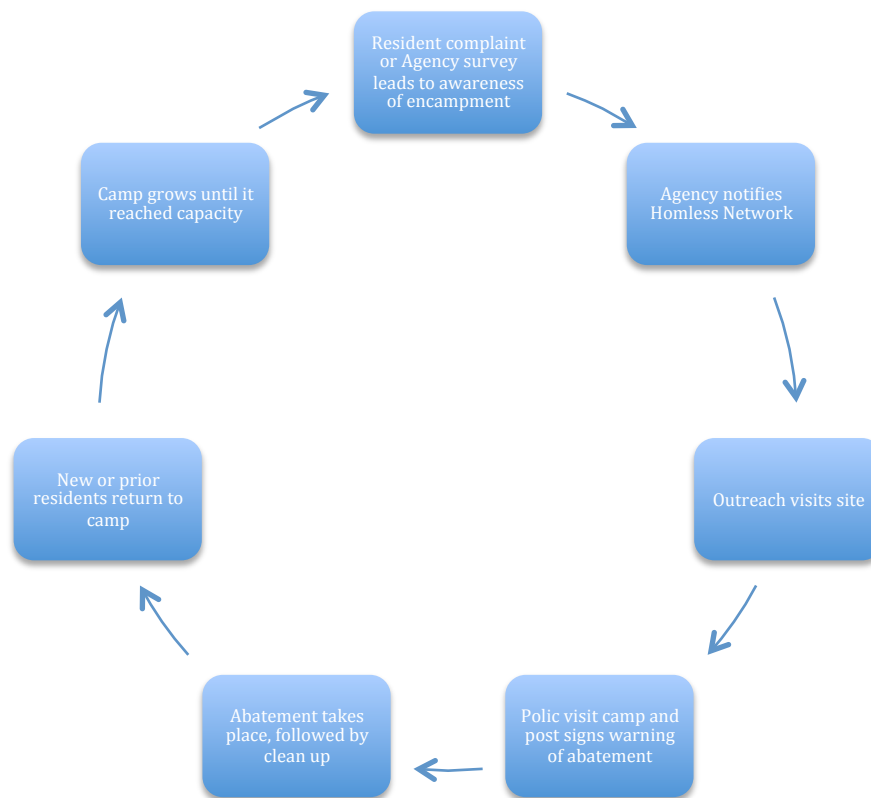 Resident complaint
or Agency survey
leads to awareness
of encampment
Agency notifies
Homless Network
Outreach visits site
Polic visit camp and
post signs warning
of abatement
Abatement takes
place, followed by
clean up
New or prior
residents return to
camp
Camp grows until it
reached capacity